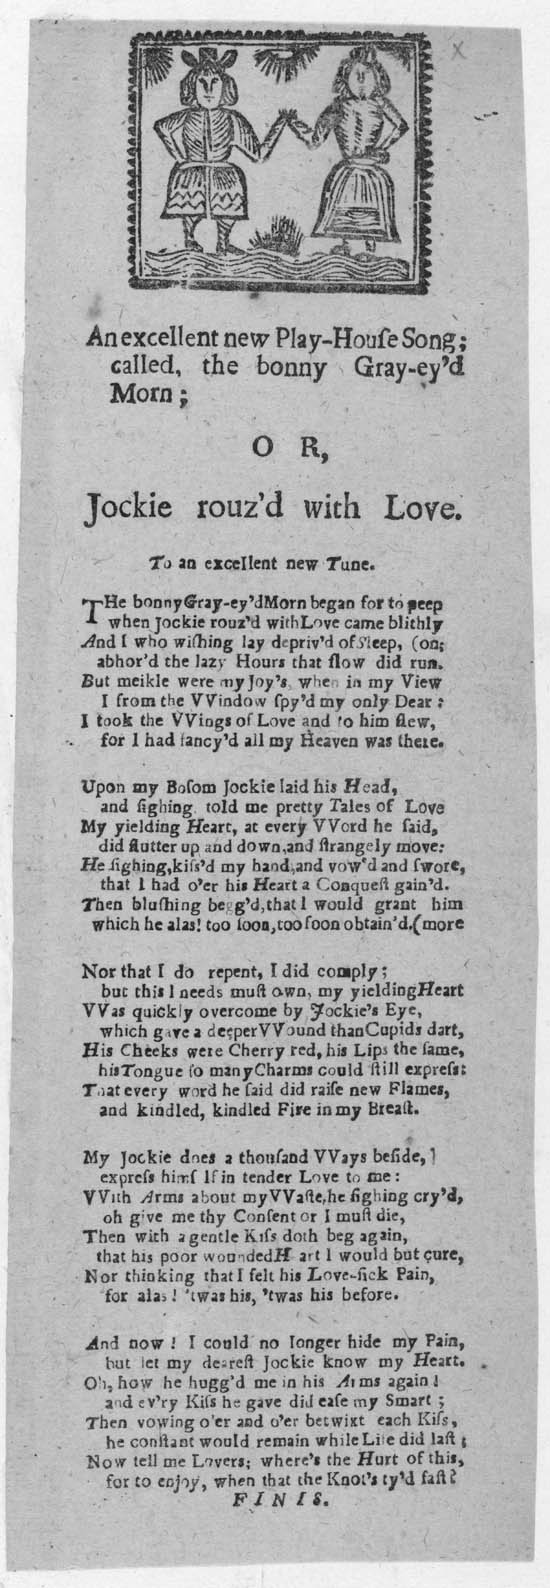 An excellent new Play-Houſe Song;
called, the bonny Gray-ey'd
Morn;
O R,
Jockie rouz'd with Love.
To an excellent new Tune.
THe bonny Gray-ey'd Morn began for to peep
when Jockie rouz'd with Love came blithly
And I who wiſhing lay depriv'd of Sleep, (on;
abhor'd the lazy Hours that ſlow did run.
But meikle were my Joy's, when in my View
I from the VVindow ſpy'd my only Dear:
I took the VVings of Love and to him flew,
for I had fancy'd all my Heaven was there.
Upon my Boſom Jockie laid his Head,
and ſighing told me pretty Tales of Love
My yielding Heart, at every VVord he ſaid,
did flutter up and down, and ſtrangely move:
He ſighing, kiſs'd my hand, and vow'd and ſwore,
that I had o'er his Heart a Conqueſt gain'd.
Then bluſhing begg'd, that I would grant him
which he alas! too ſoon, too ſoon obtain'd. (more
Nor that I do repent, I did comply;
but this I needs muſt own, my yielding Heart
VVas quickly overcome by Jockie's Eye,
which gave a deeper VVound than Cupids dart,
His Cheeks were Cherry red, his Lips the ſame,
his Tongue ſo many Charms could ſtill expreſs:
That every word he ſaid did raiſe new Flames,
and kindled, kindled Fire in my Breaſt.
My Jockie does a thouſand VVays beſide,
expreſs himſ lf in tender Love to me:
VVith Arms about my VVaſte, he ſighing cry'd,
oh give me thy Conſent or I muſt die,
Then with a gentle Kiſs doth beg again,
that his poor wounded H art I would but cure,
Nor thinking that I felt his Love-ſick Pain,
for alas! 'twas his, 'twas his before.
And now! I could no longer hide my Pain,
but let my deareſt Jockie know my Heart.
Oh, how he hugg'd me in his Arms again!
and ev'ry Kiſs he gave did eaſe my Smart;
Then vowing o'er and o'er betwixt each Kiſs,
he conſtant would remain while Life did laſt;
Now tell me Lovers; where's the Hurt of this,
for to enjoy, when that the Knot's ty'd faſt?
F I N I S.